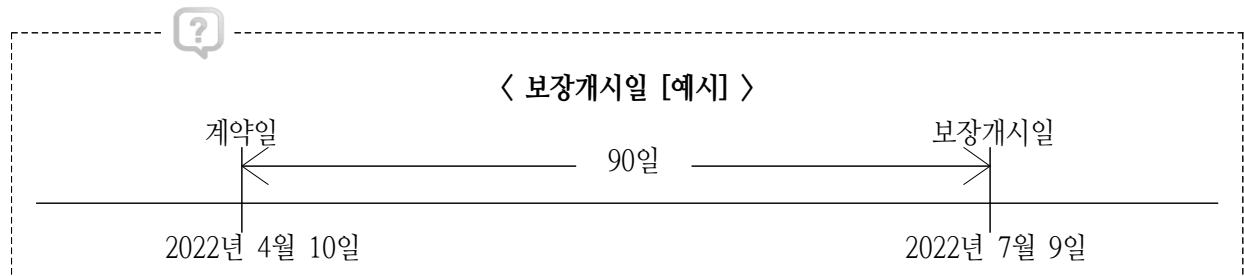 ?
〈 보장개시일 [예시] 〉
계약일 보장개시일
90일
2022년 4월 10일 2022년 7월 9일